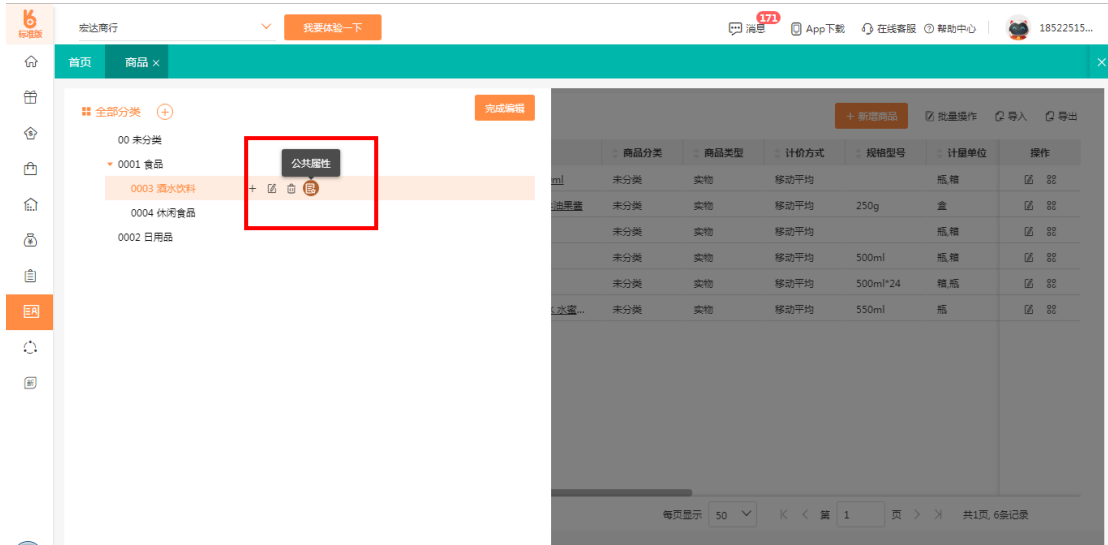 标准版 宏达商行 我要体验一下 消息 171 App下载 在线客服 帮助中心 18522515...
首页 商品 ×
全部分类 完成编辑 + 新增商品 批量操作 导入 导出
00 未分类
商品分类 商品类型 计价方式 规格型号 计量单位 操作
0001 食品 公共属性
ml 未分类 实物 移动平均 瓶,箱
0003 酒水饮料
油果酱 未分类 实物 移动平均 250g 盒
0004 休闲食品
未分类 实物 移动平均 瓶,箱
0002 日用品
未分类 实物 移动平均 500ml 瓶,箱
未分类 实物 移动平均 500ml*24 箱,瓶
水蜜... 未分类 实物 移动平均 550ml 瓶
每页显示 50 第 1 页 共1页, 6条记录